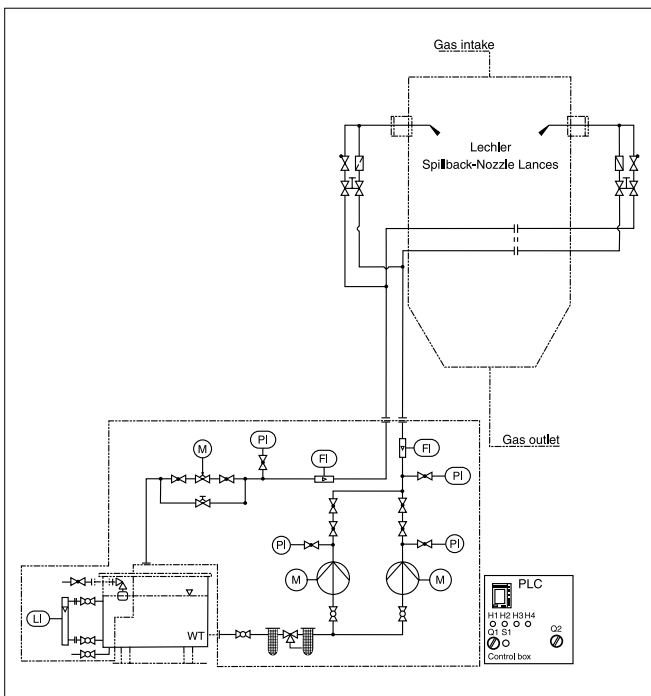 Gas intake
Lechler
Spillback-Nozzle Lances
Gas outlet
PI
M
FI
FI
PI
PI
PI
M
M
LI
WT
PLC
H1 H2 H3 H4
Q1 S1
Q2
Control box